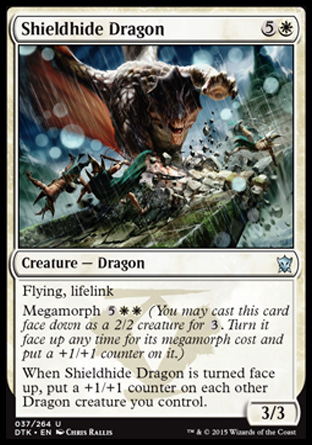 Shieldhide Dragon 5
Creature — Dragon
Flying, lifelink
Megamorph 5 (You may cast this card
face down as a 2/2 creature for 3. Turn it
face up any time for its megamorph cost and
put a +1/+1 counter on it.)
When Shieldhide Dragon is turned face
up, put a +1/+1 counter on each other
Dragon creature you control.
3/3
037/264 U
DTK • EN Chris Rallis ™ & © 2015 Wizards of the Coast